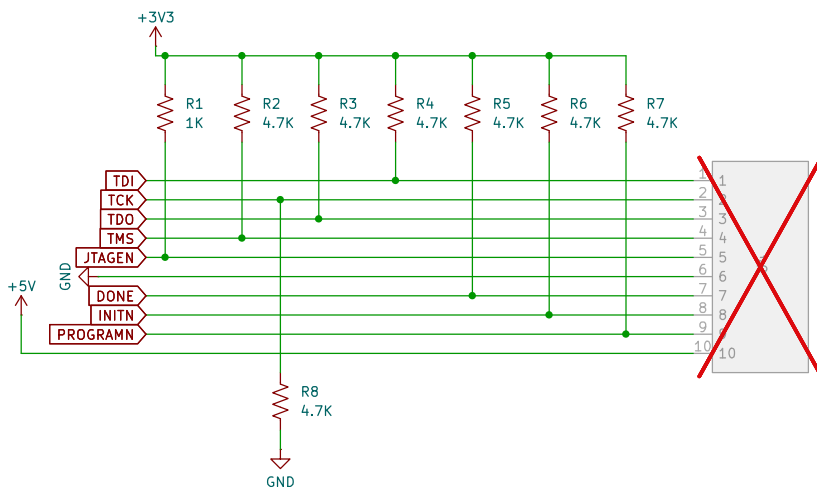 +3V3
R1
1K
R2
4.7K
R3
4.7K
R4
4.7K
R5
4.7K
R6
4.7K
R7
4.7K
TDI
TCK
TDO
TMS
JTAGEN
GND
DONE
INITN
PROGRAMN
+5V
1
2
3
4
5
6
7
8
9
10
1
2
3
4
5
6
7
8
9
10
R8
4.7K
GND